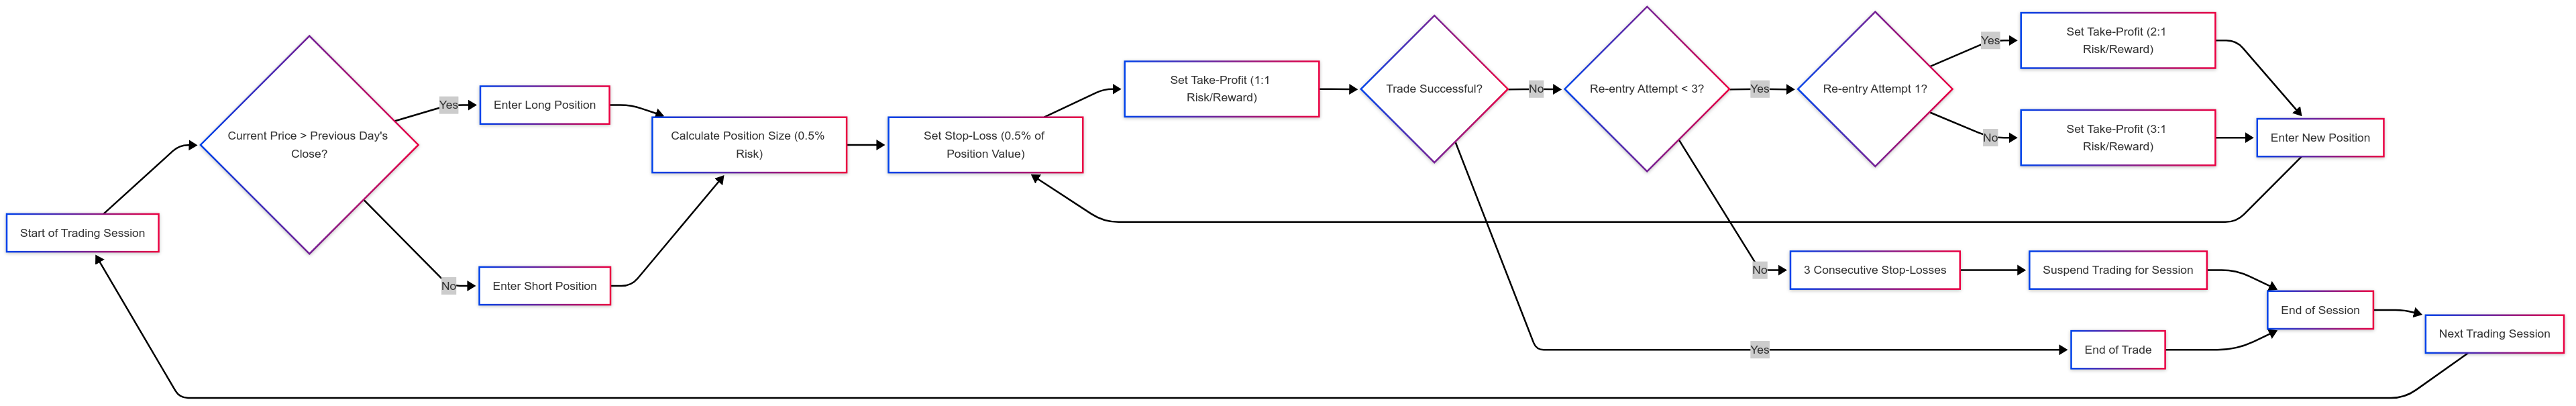 Start of Trading Session
Current Price > Previous Day's
Close?
Yes
No
Enter Long Position
Enter Short Position
Calculate Position Size (0.5%
Risk)
Set Stop-Loss (0.5% of
Position Value)
Set Take-Profit (1:1
Risk/Reward)
Trade Successful?
No
Yes
Re-entry Attempt < 3?
Yes
No
Re-entry Attempt 1?
Yes
No
Set Take-Profit (2:1
Risk/Reward)
Set Take-Profit (3:1
Risk/Reward)
Enter New Position
3 Consecutive Stop-Losses
Suspend Trading for Session
End of Trade
End of Session
Next Trading Session